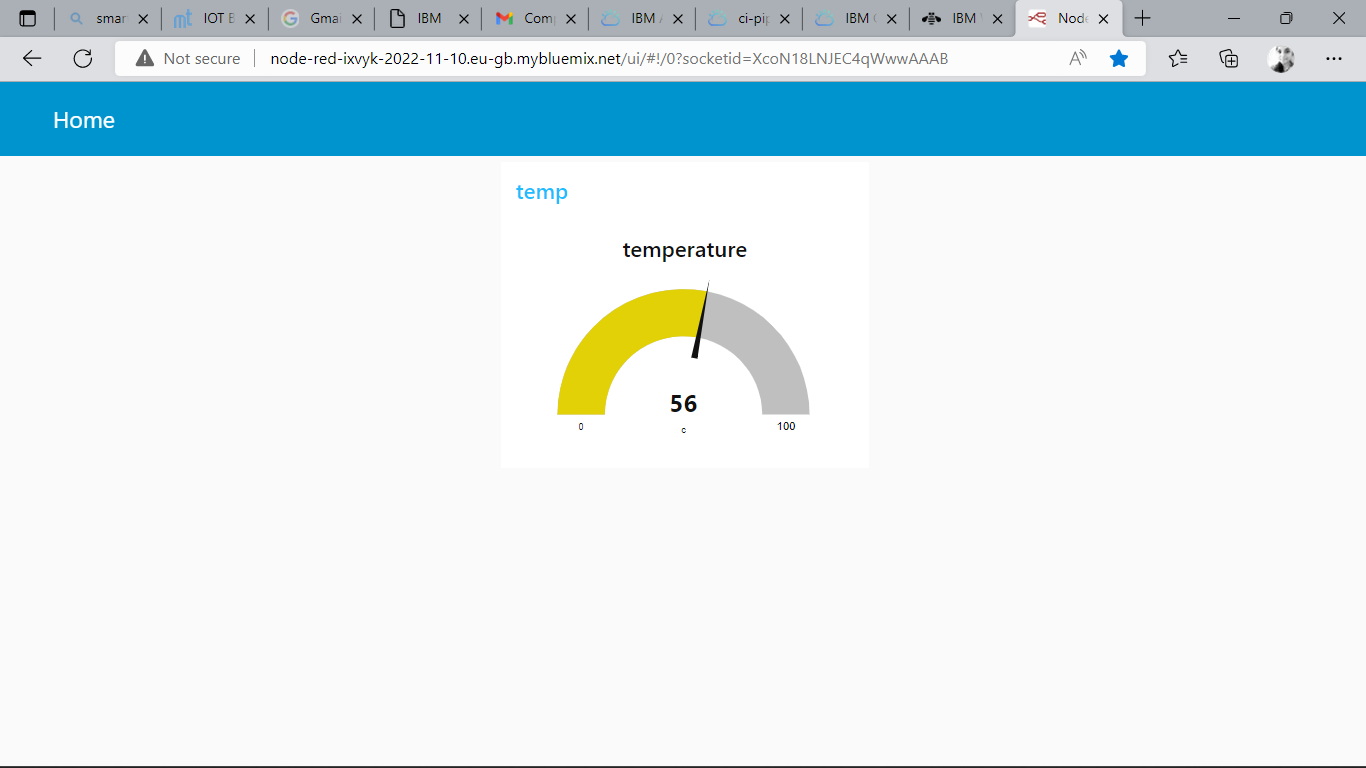 smar IOT E Gmai IBM Comp IBM A ci-pip IBM C IBM W Node
Not secure node-red-ixvyk-2022-11-10.eu-gb.mybluemix.net/ui/#!/0?socketid=XcoN18LNJEC4qWwwAAAB
Home
temp
temperature
56
0 c 100